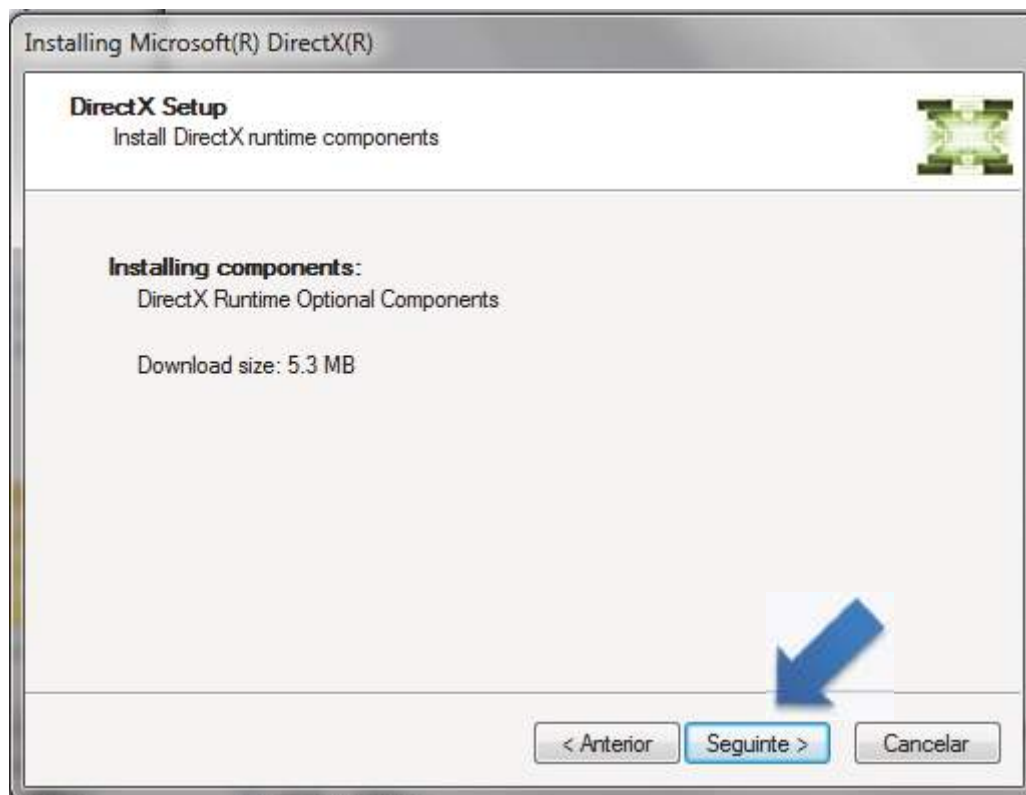 Installing Microsoft(R) DirectX(R)
DirectX Setup
Install DirectX runtime components
Installing components:
DirectX Runtime Optional Components
Download size: 5.3 MB
< Anterior Seguinte > Cancelar